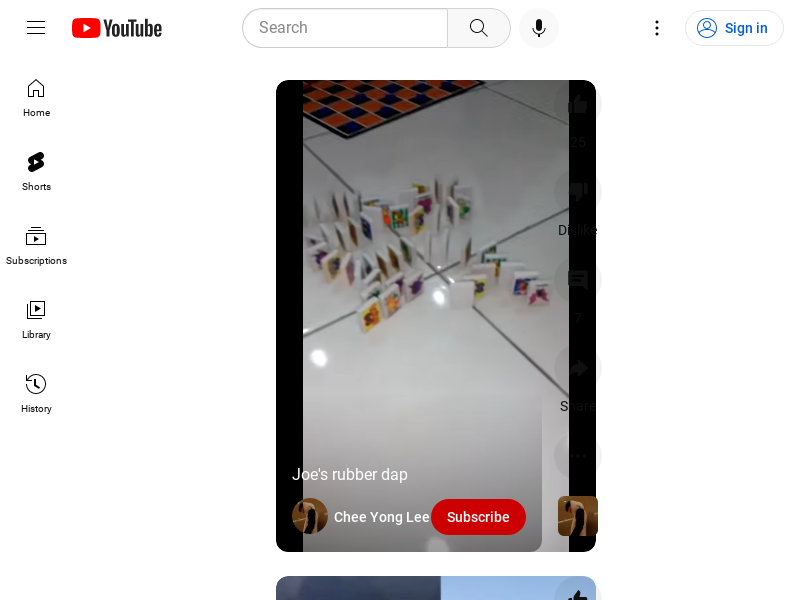 YouTube
Search
Sign in
Home
Shorts
Subscriptions
Library
History
25
Dislike
7
Share
Joe's rubber dap
Chee Yong Lee
Subscribe